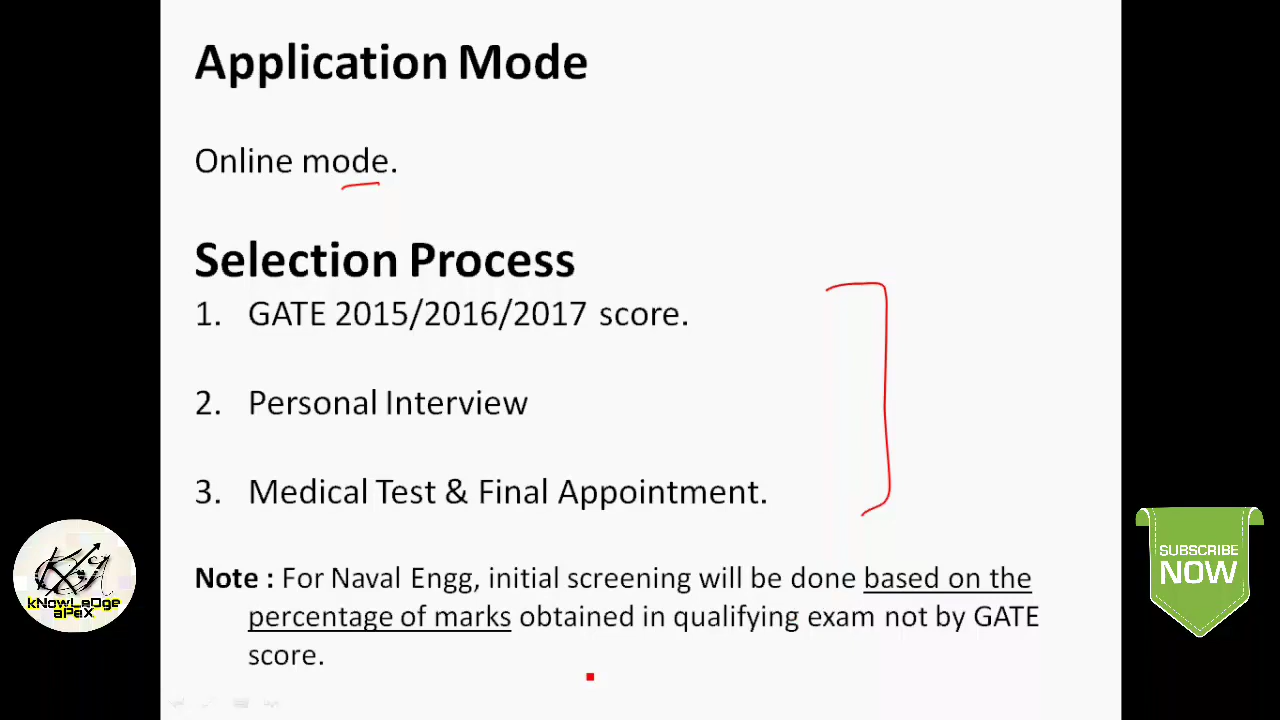 Application Mode
Online mode.
Selection Process
1. GATE 2015/2016/2017 score.
2. Personal Interview
3. Medical Test & Final Appointment.
Note : For Naval Engg, initial screening will be done based on the
percentage of marks obtained in qualifying exam not by GATE
score.
kNowLaDge
aPeX
SUBSCRIBE
NOW